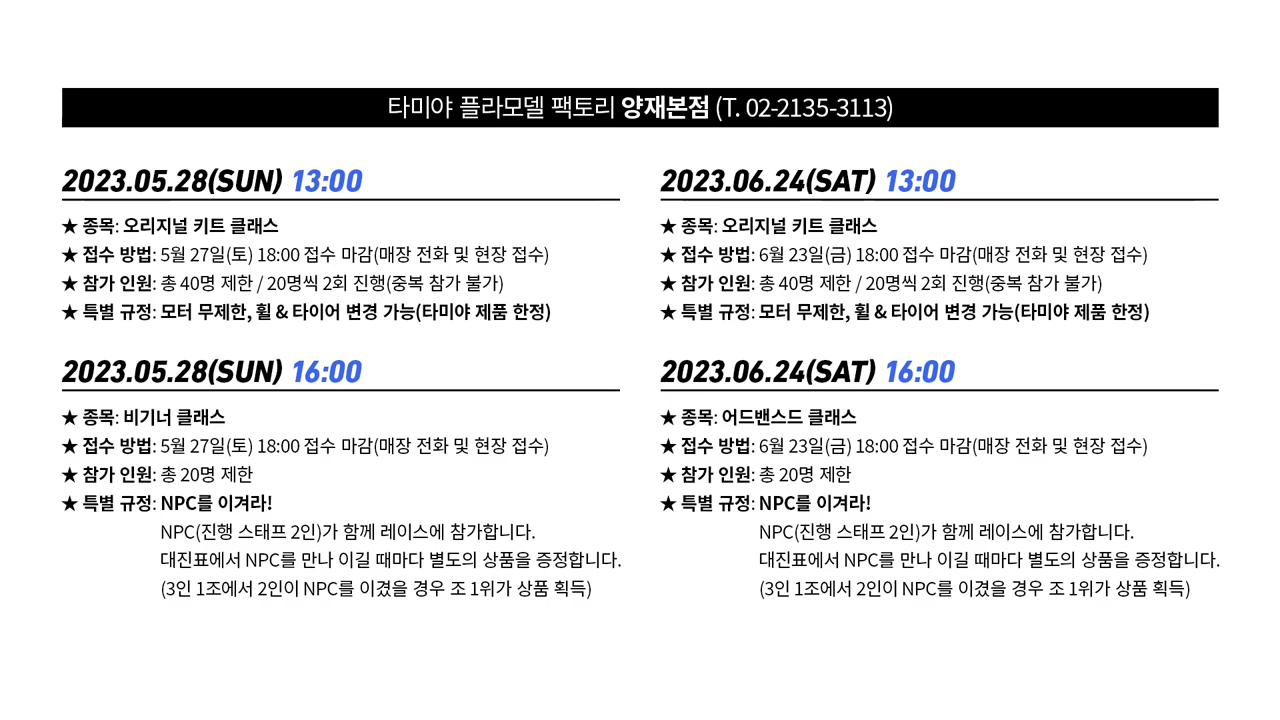 타미야 플라모델 팩토리 양재본점 (T. 02-2135-3113)
2023.05.28(SUN) 13:00
★ 종목: 오리지널 키트 클래스
★ 접수 방법: 5월 27일(토) 18:00 접수 마감(매장 전화 및 현장 접수)
★ 참가 인원: 총 40명 제한 / 20명씩 2회 진행(중복 참가 불가)
★ 특별 규정: 모터 무제한, 휠 & 타이어 변경 가능(타미야 제품 한정)
2023.05.28(SUN) 16:00
★ 종목: 비기너 클래스
★ 접수 방법: 5월 27일(토) 18:00 접수 마감(매장 전화 및 현장 접수)
★ 참가 인원: 총 20명 제한
★ 특별 규정: NPC를 이겨라!
NPC(진행 스태프 2인)가 함께 레이스에 참가합니다.
대진표에서 NPC를 만나 이길 때마다 별도의 상품을 증정합니다.
(3인 1조에서 2인이 NPC를 이겼을 경우 조 1위가 상품 획득)
2023.06.24(SAT) 13:00
★ 종목: 오리지널 키트 클래스
★ 접수 방법: 6월 23일(금) 18:00 접수 마감(매장 전화 및 현장 접수)
★ 참가 인원: 총 40명 제한 / 20명씩 2회 진행(중복 참가 불가)
★ 특별 규정: 모터 무제한, 휠 & 타이어 변경 가능(타미야 제품 한정)
2023.06.24(SAT) 16:00
★ 종목: 어드밴스드 클래스
★ 접수 방법: 6월 23일(금) 18:00 접수 마감(매장 전화 및 현장 접수)
★ 참가 인원: 총 20명 제한
★ 특별 규정: NPC를 이겨라!
NPC(진행 스태프 2인)가 함께 레이스에 참가합니다.
대진표에서 NPC를 만나 이길 때마다 별도의 상품을 증정합니다.
(3인 1조에서 2인이 NPC를 이겼을 경우 조 1위가 상품 획득)